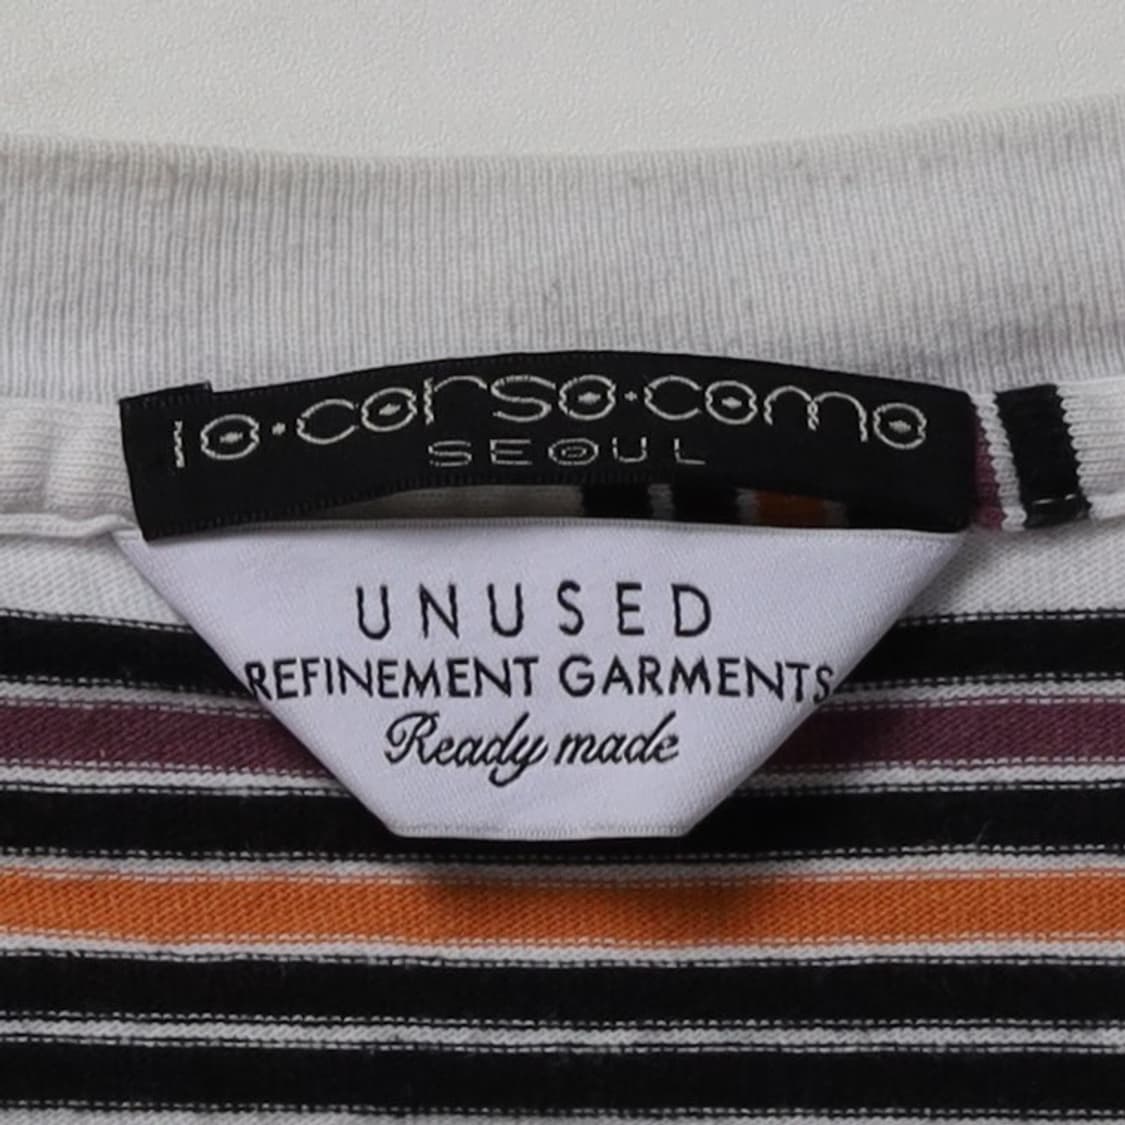 10·corso·como
SEOUL
UNUSED
REFINEMENT GARMENTS
Ready made